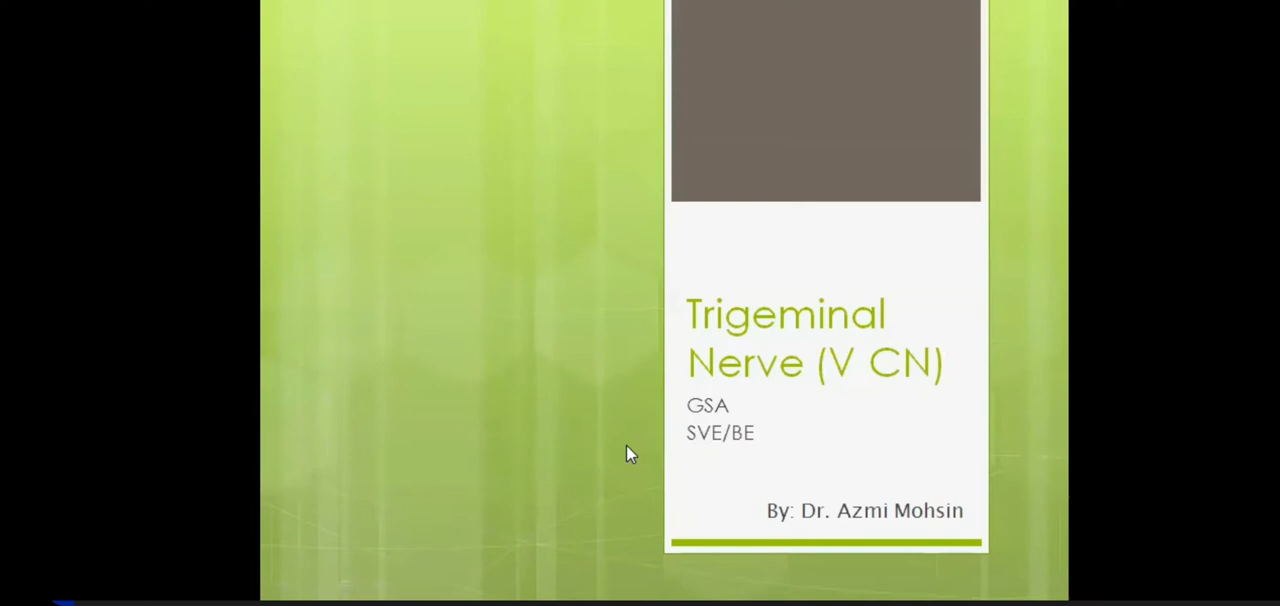 Trigeminal
Nerve (V CN)
GSA
SVE/BE
By: Dr. Azmi Mohsin